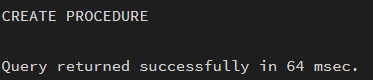 CREATE PROCEDURE
Query returned successfully in 64 msec.